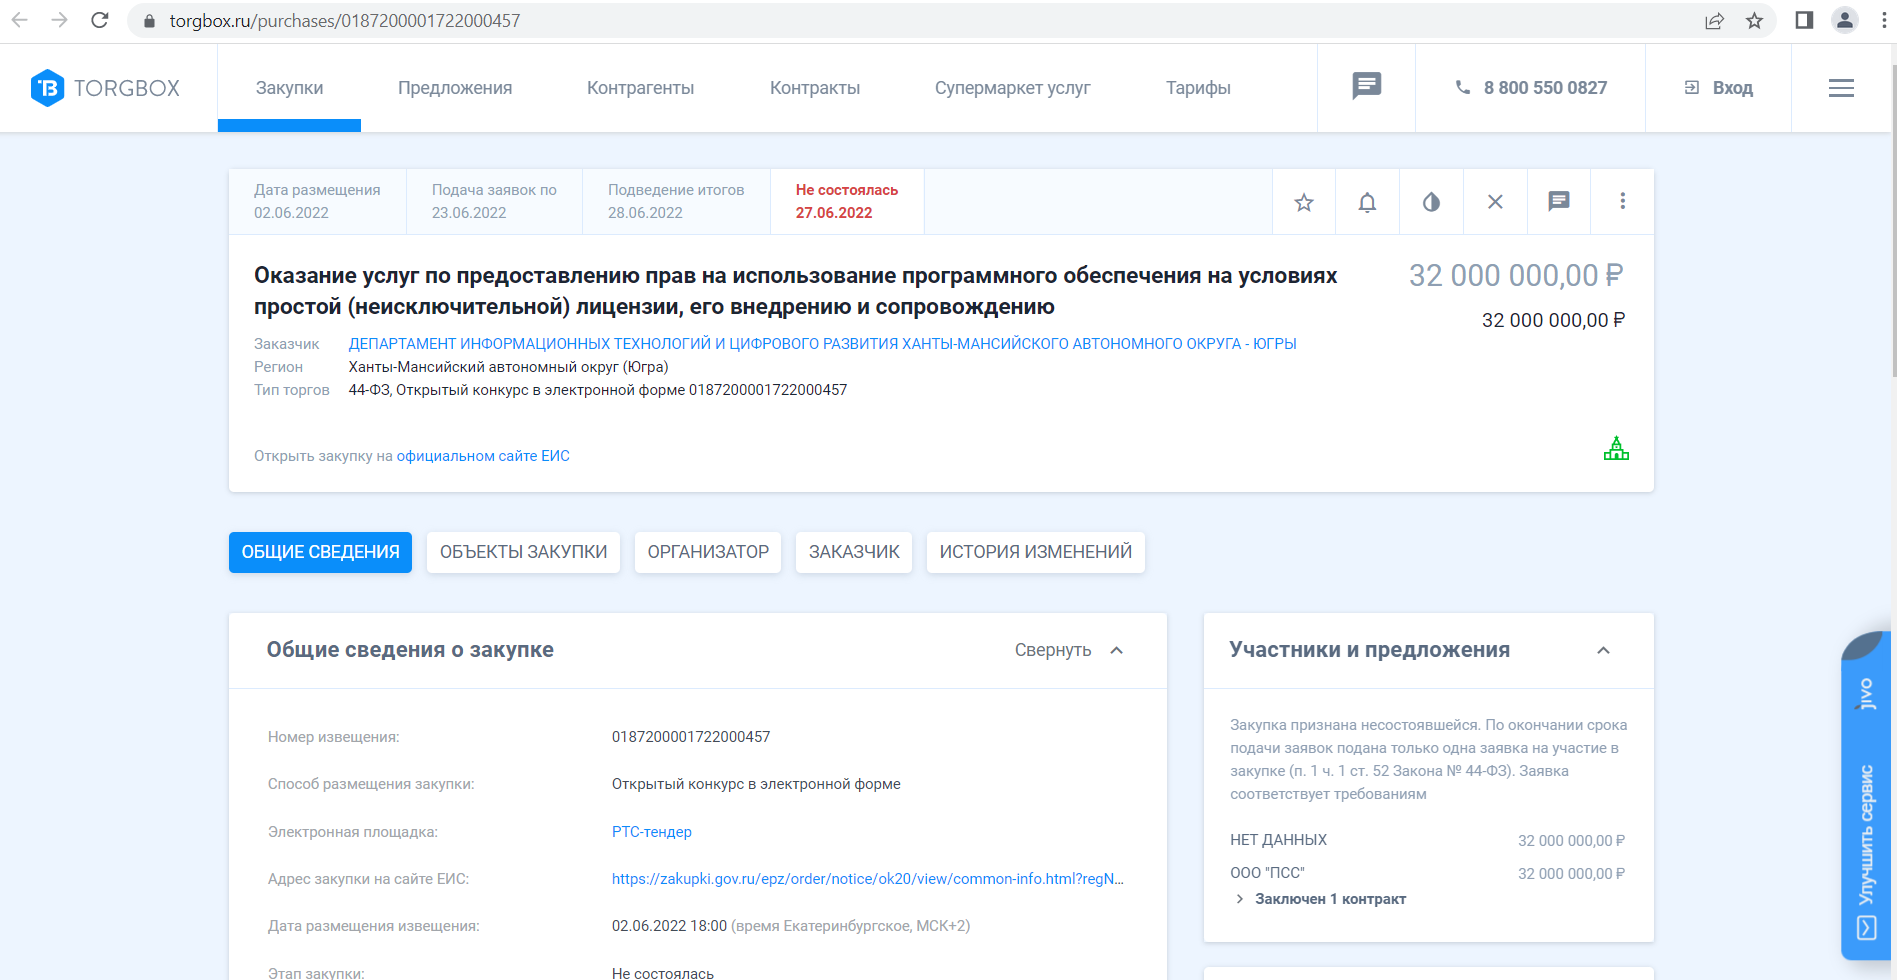 torgbox.ru/purchases/0187200001722000457
TORGBOX
Закупки
Предложения
Контрагенты
Контракты
Супермаркет услуг
Тарифы
8 800 550 0827
Вход
Дата размещения
02.06.2022
Подача заявок по
23.06.2022
Подведение итогов
28.06.2022
Не состоялась
27.06.2022
Оказание услуг по предоставлению прав на использование программного обеспечения на условиях
простой (неисключительной) лицензии, его внедрению и сопровождению
32 000 000,00 ₽
32 000 000,00 ₽
Заказчик ДЕПАРТАМЕНТ ИНФОРМАЦИОННЫХ ТЕХНОЛОГИЙ И ЦИФРОВОГО РАЗВИТИЯ ХАНТЫ-МАНСИЙСКОГО АВТОНОМНОГО ОКРУГА - ЮГРЫ
Регион Ханты-Мансийский автономный округ (Югра)
Тип торгов 44-ФЗ, Открытый конкурс в электронной форме 0187200001722000457
Открыть закупку на официальном сайте ЕИС
ОБЩИЕ СВЕДЕНИЯ
ОБЪЕКТЫ ЗАКУПКИ
ОРГАНИЗАТОР
ЗАКАЗЧИК
ИСТОРИЯ ИЗМЕНЕНИЙ
Общие сведения о закупке
Свернуть
Номер извещения: 0187200001722000457
Способ размещения закупки: Открытый конкурс в электронной форме
Электронная площадка: РТС-тендер
Адрес закупки на сайте ЕИС: https://zakupki.gov.ru/epz/order/notice/ok20/view/common-info.html?regN...
Дата размещения извещения: 02.06.2022 18:00 (время Екатеринбургское, МСК+2)
Этап закупки: Не состоялась
Участники и предложения
Закупка признана несостоявшейся. По окончании срока
подачи заявок подана только одна заявка на участие в
закупке (п. 1 ч. 1 ст. 52 Закона № 44-ФЗ). Заявка
соответствует требованиям
НЕТ ДАННЫХ 32 000 000,00 ₽
ООО "ПСС" 32 000 000,00 ₽
Заключен 1 контракт
jivo
Улучшить сервис